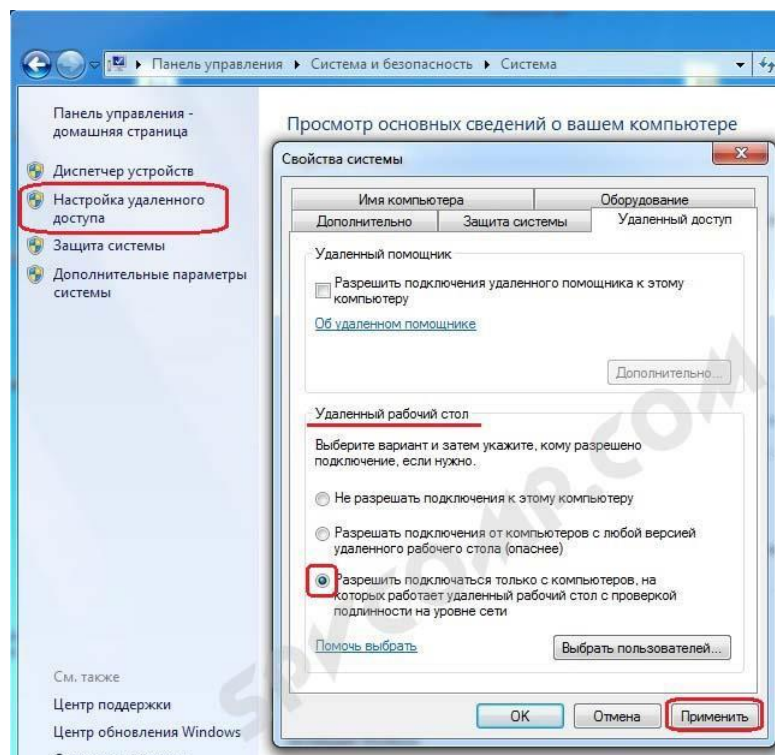 Панель управления ▸ Система и безопасность ▸ Система
Панель управления -
домашняя страница
Диспетчер устройств
Настройка удаленного
доступа
Защита системы
Дополнительные параметры
системы
См. также
Центр поддержки
Центр обновления Windows
Просмотр основных сведений о вашем компьютере
Свойства системы
Имя компьютера
Оборудование
Дополнительно
Защита системы
Удаленный доступ
Удаленный помощник
Разрешить подключения удаленного помощника к этому
компьютеру
Об удаленном помощнике
Дополнительно...
Удаленный рабочий стол
Выберите вариант и затем укажите, кому разрешено
подключение, если нужно.
Не разрешать подключения к этому компьютеру
Разрешать подключения от компьютеров с любой версией
удаленного рабочего стола (опаснее)
Разрешить подключаться только с компьютеров, на
которых работает удаленный рабочий стол с проверкой
подлинности на уровне сети
Помочь выбрать
Выбрать пользователей...
OK
Отмена
Применить
SPVCOMP.COM